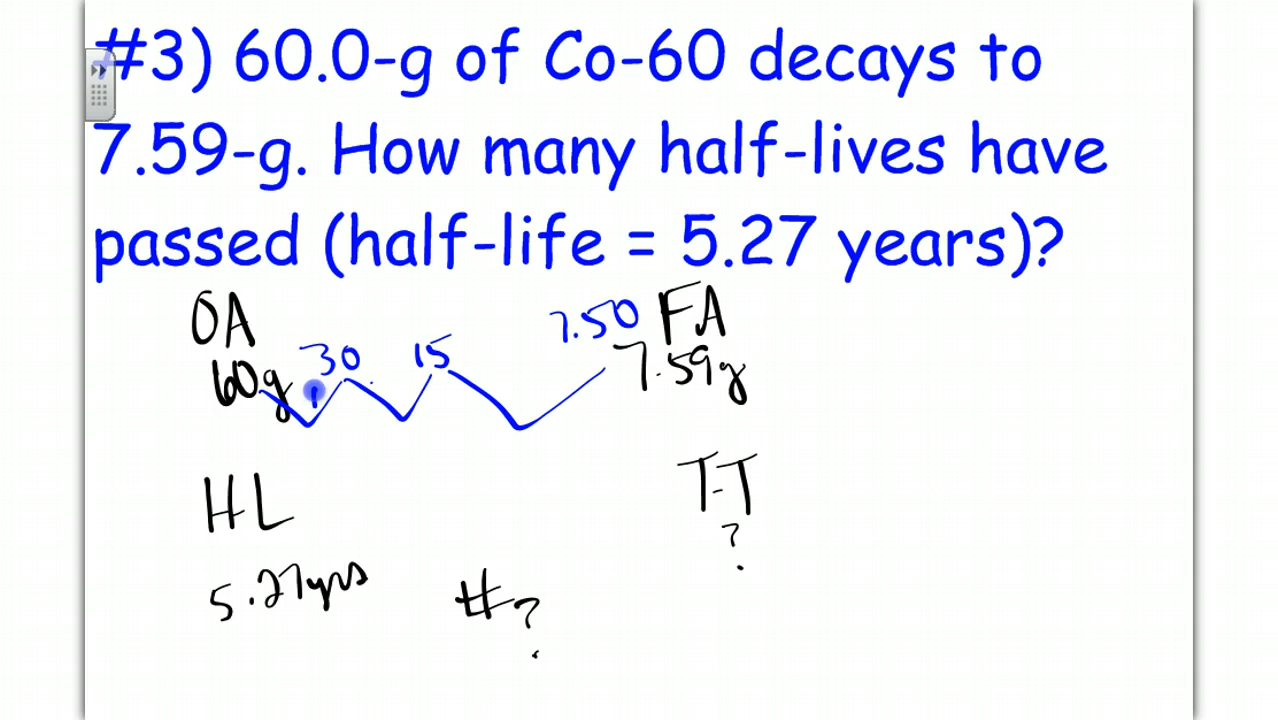 #3) 60.0-g of Co-60 decays to
7.59-g. How many half-lives have
passed (half-life = 5.27 years)?
OA 7.50 FA
60g 30 15 7.59g
HL T-T
?
5.27yrs #?